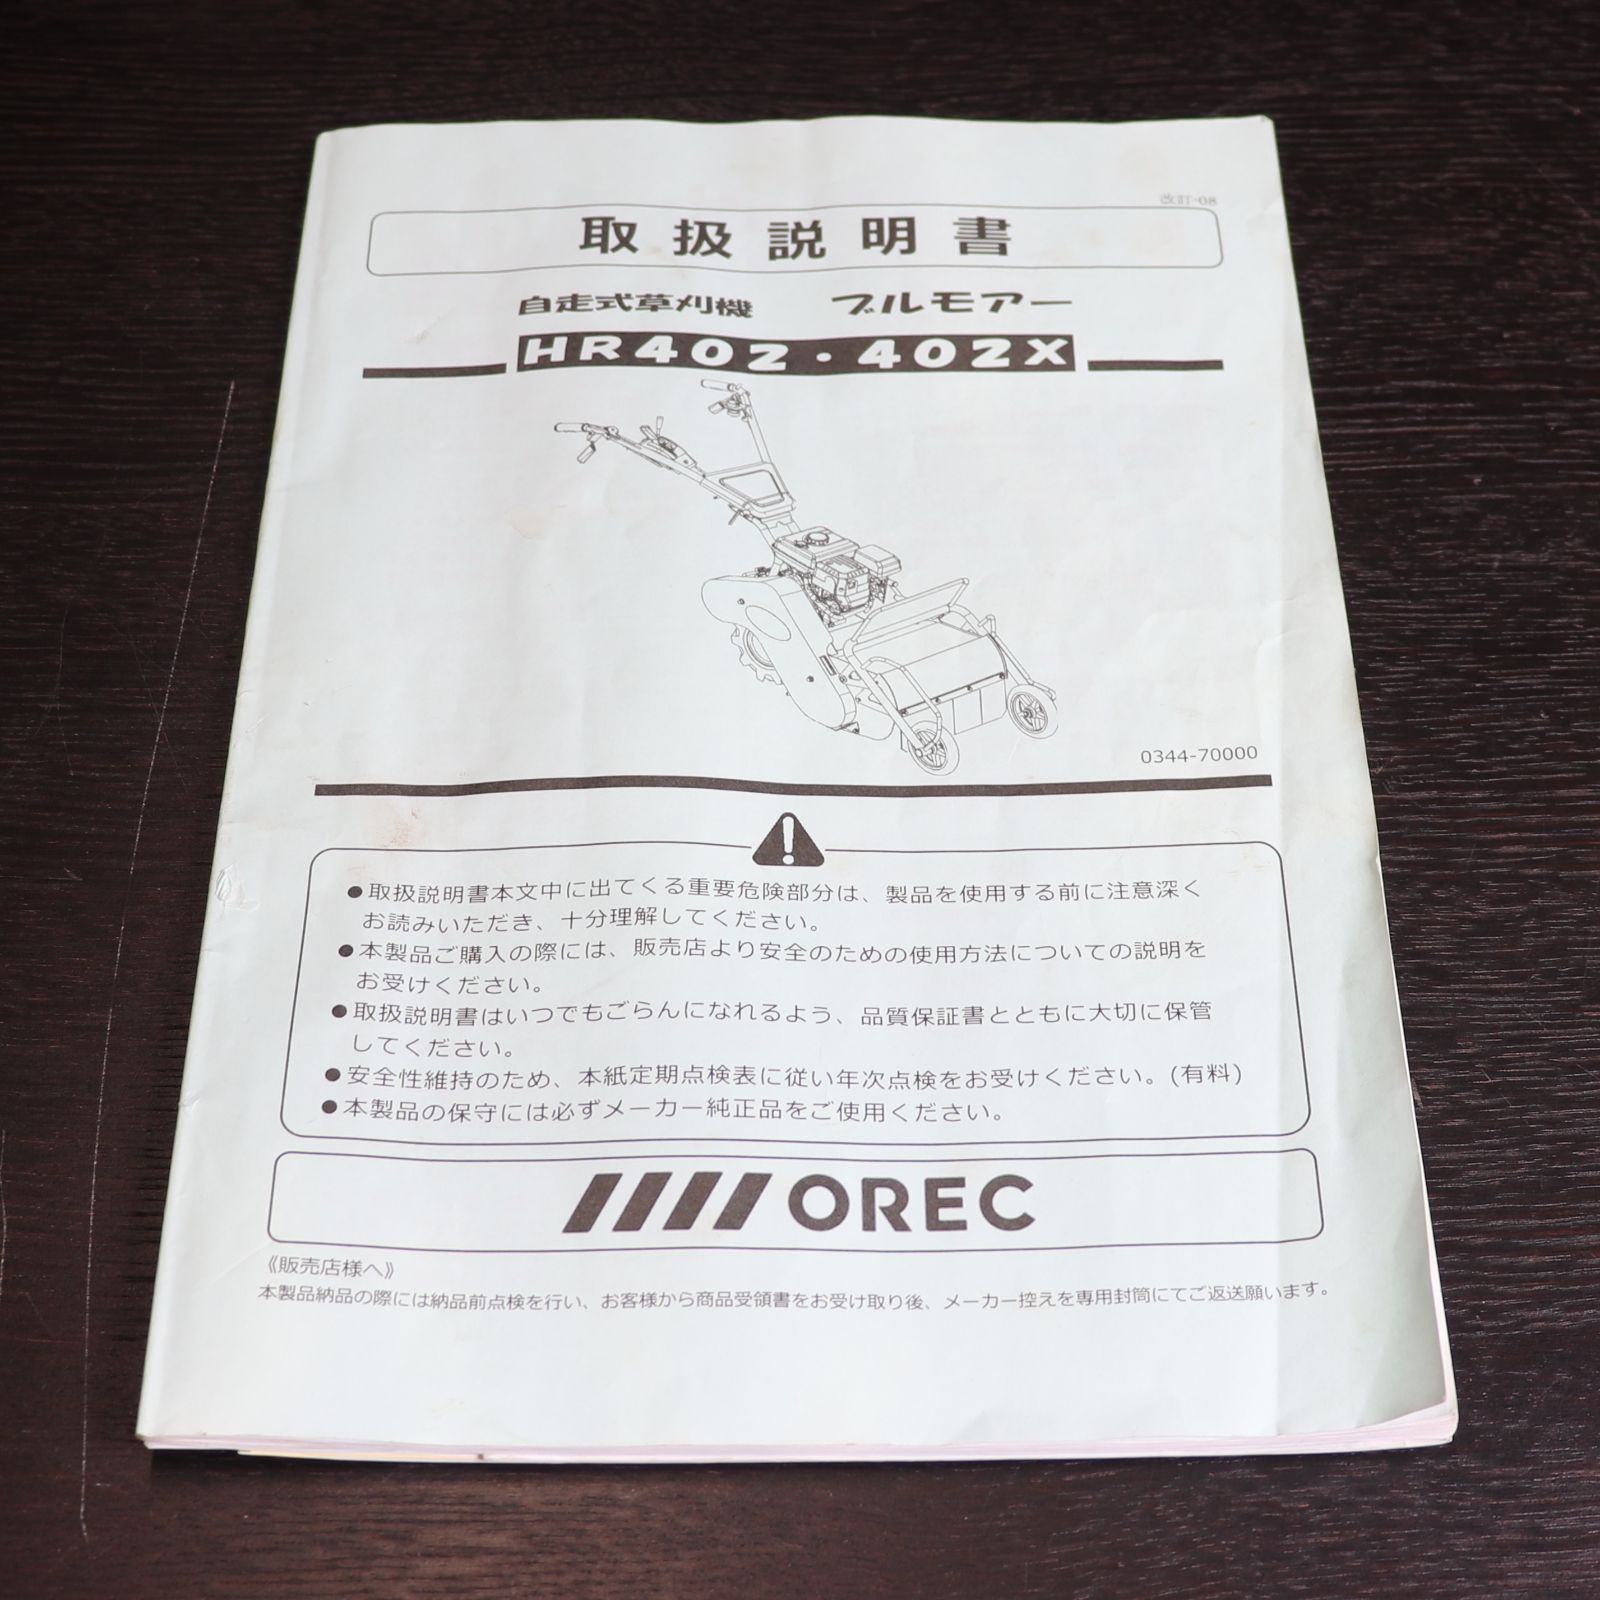 改訂-08
取扱説明書
自走式草刈機 ブルモアー
HR402・402X
0344-70000
●取扱説明書本文中に出てくる重要危険部分は、製品を使用する前に注意深く
お読みいただき、十分理解してください。
●本製品ご購入の際には、販売店より安全のための使用方法についての説明を
お受けください。
●取扱説明書はいつでもごらんになれるよう、品質保証書とともに大切に保管
してください。
●安全性維持のため、本紙定期点検表に従い年次点検をお受けください。(有料)
●本製品の保守には必ずメーカー純正品をご使用ください。
OREC
《販売店様へ》
本製品納品の際には納品前点検を行い、お客様から商品受領書をお受け取り後、メーカー控えを専用封筒にてご返送願います。